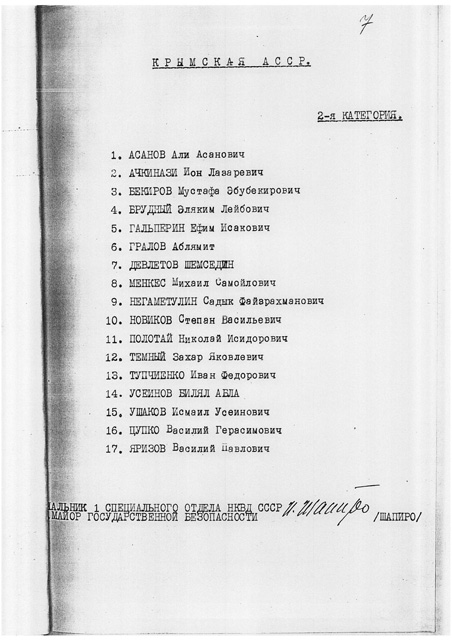 7
КРЫМСКАЯ АССР.
2-я КАТЕГОРИЯ.
1. АСАНОВ Али Асанович
2. АЧКИНАЗИ Ион Лазаревич
3. БЕКИРОВ Мустафа Эбубекирович
4. БРУДНЫЙ Эляким Лейбович
5. ГАЛЬПЕРИН Ефим Исакович
6. ГРАЛОВ Аблямит
7. ДЕВЛЕТОВ ШЕМСЕДИН
8. МЕНКЕС Михаил Самойлович
9. НЕГАМЕТУЛИН Садык Файзрахманович
10. НОВИКОВ Степан Васильевич
11. ПОЛОТАЙ Николай Исидорович
12. ТЕМНЫЙ Захар Яковлевич
13. ТУПЧИЕНКО Иван Федорович
14. УСЕИНОВ БИЛЯЛ АБЛА
15. УШАКОВ Исмаил Усеинович
16. ЦУПКО Василий Герасимович
17. ЯРИЗОВ Василий Павлович
АЛЬНИК 1 СПЕЦИАЛЬНОГО ОТДЕЛА НКВД СССР И. Шапиро
МАЙОР ГОСУДАРСТВЕННОЙ БЕЗОПАСНОСТИ /ШАПИРО/